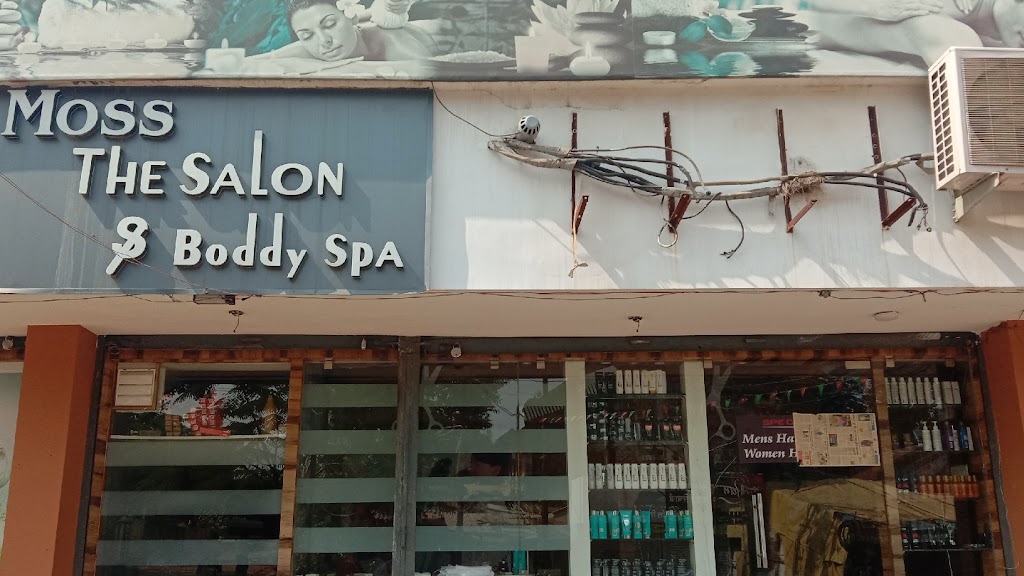 Moss
The Salon
& Boddy Spa
Mens Ha
Women H